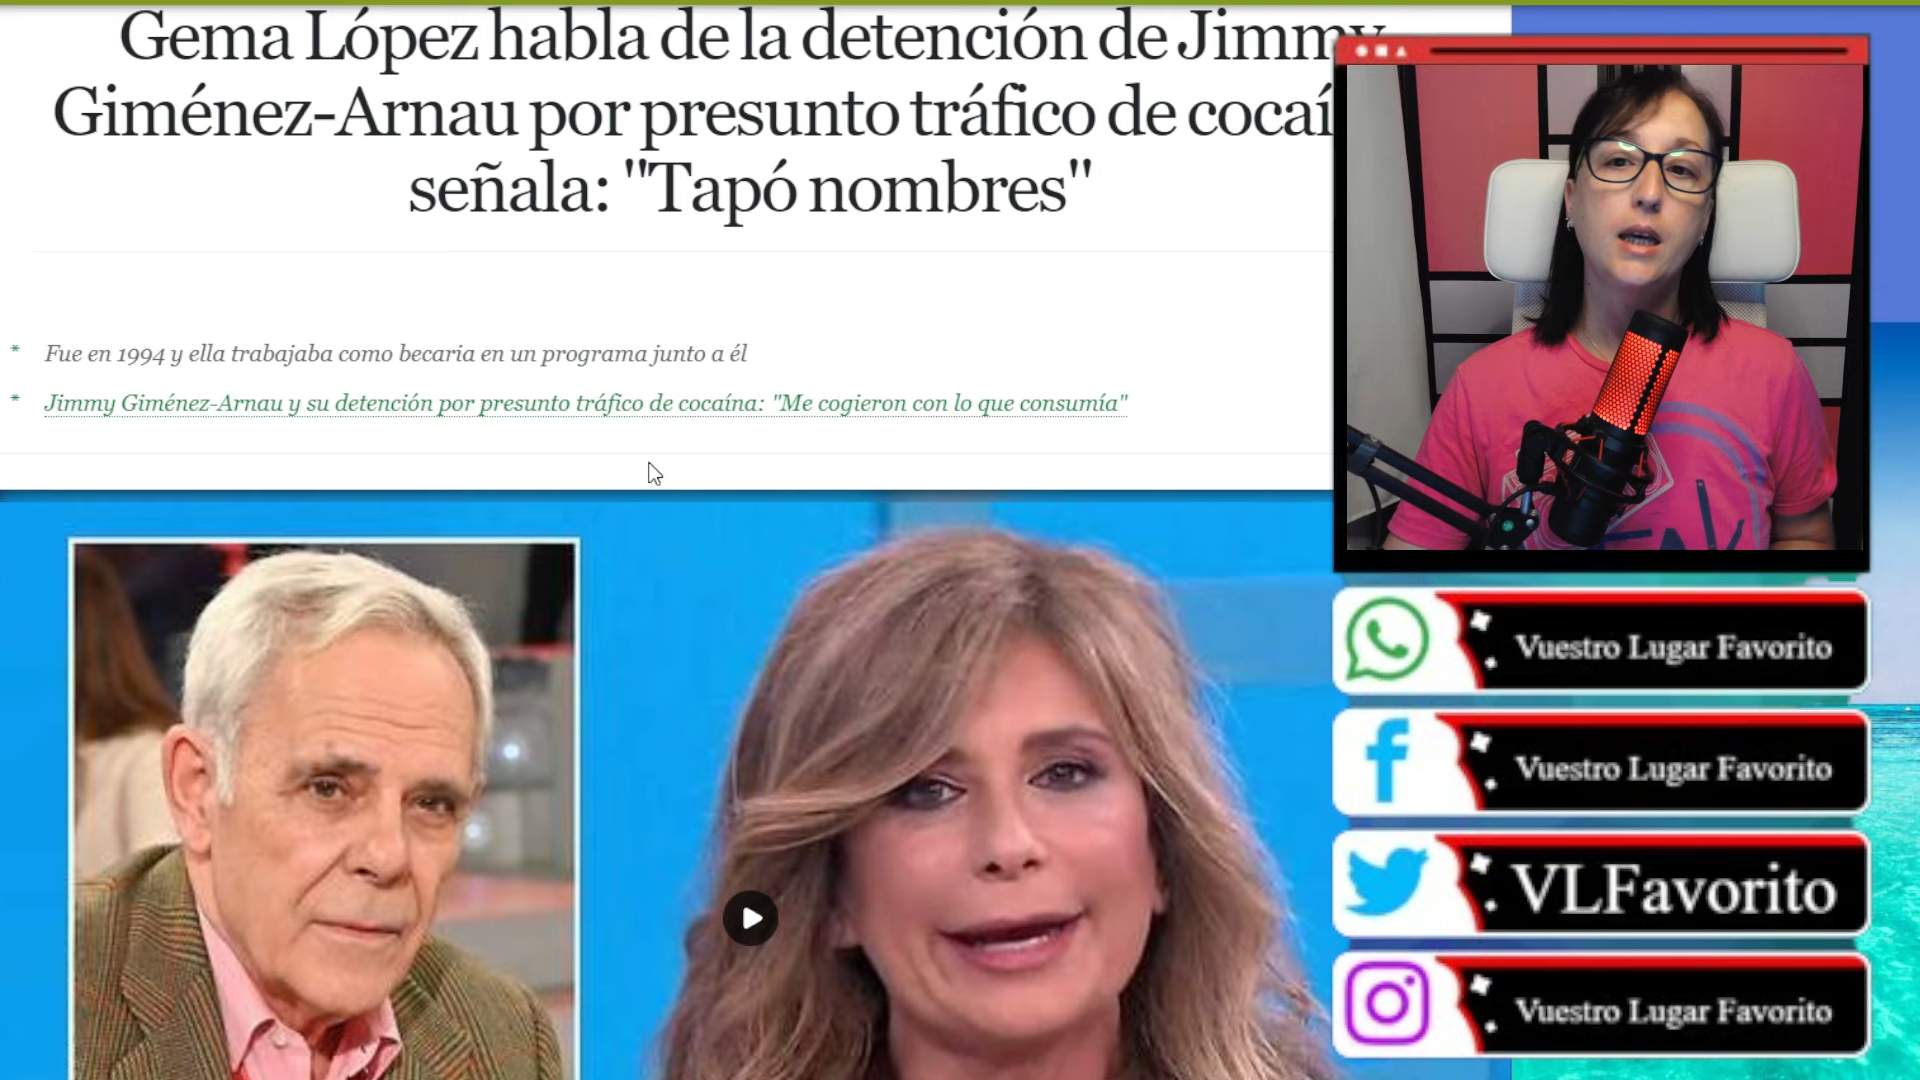 Gema López habla de la detención de Jimmy
Giménez-Arnau por presunto tráfico de cocaí
señala: "Tapó nombres"
* Fue en 1994 y ella trabajaba como becaria en un programa junto a él
* Jimmy Giménez-Arnau y su detención por presunto tráfico de cocaína: "Me cogieron con lo que consumía"
Vuestro Lugar Favorito
Vuestro Lugar Favorito
VLFavorito
Vuestro Lugar Favorito